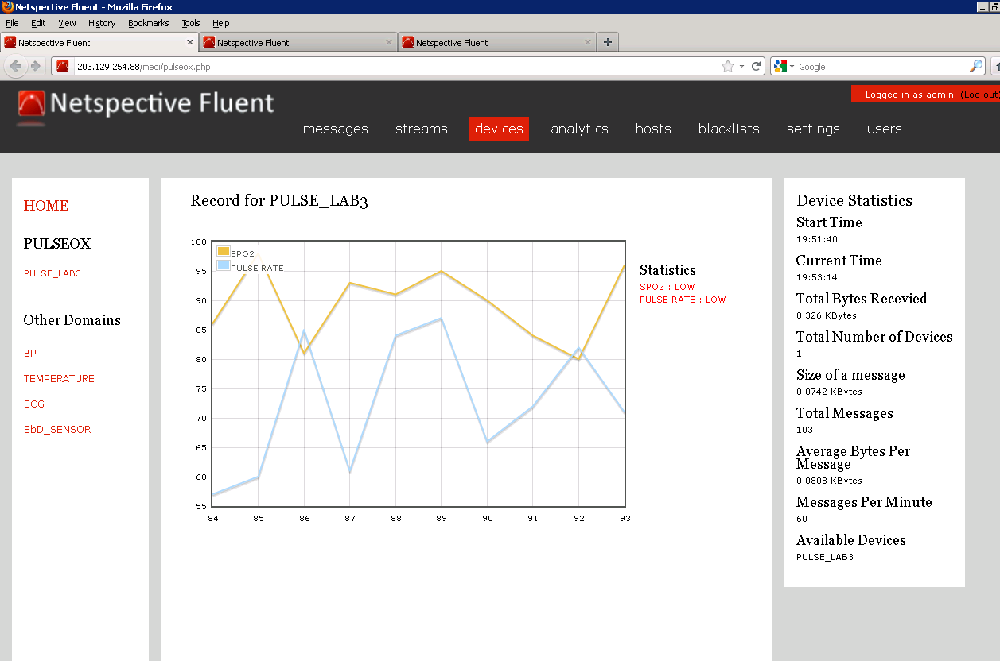 Netspective Fluent - Mozilla Firefox
File Edit View History Bookmarks Tools Help
Netspective Fluent
Netspective Fluent
Netspective Fluent
203.129.254.88/medi/pulseox.php
Google
Netspective Fluent
Logged in as admin (Log out)
messages streams devices analytics hosts blacklists settings users
HOME
PULSEOX
PULSE_LAB3
Other Domains
BP
TEMPERATURE
ECG
EbD_SENSOR
Record for PULSE_LAB3
SPO2
PULSE RATE
100
95
90
85
80
75
70
65
60
55
84 85 86 87 88 89 90 91 92 93
Statistics
SPO2 : LOW
PULSE RATE : LOW
Device Statistics
Start Time
19:51:40
Current Time
19:53:14
Total Bytes Recevied
8.326 KBytes
Total Number of Devices
1
Size of a message
0.0742 KBytes
Total Messages
103
Average Bytes Per
Message
0.0808 KBytes
Messages Per Minute
60
Available Devices
PULSE_LAB3